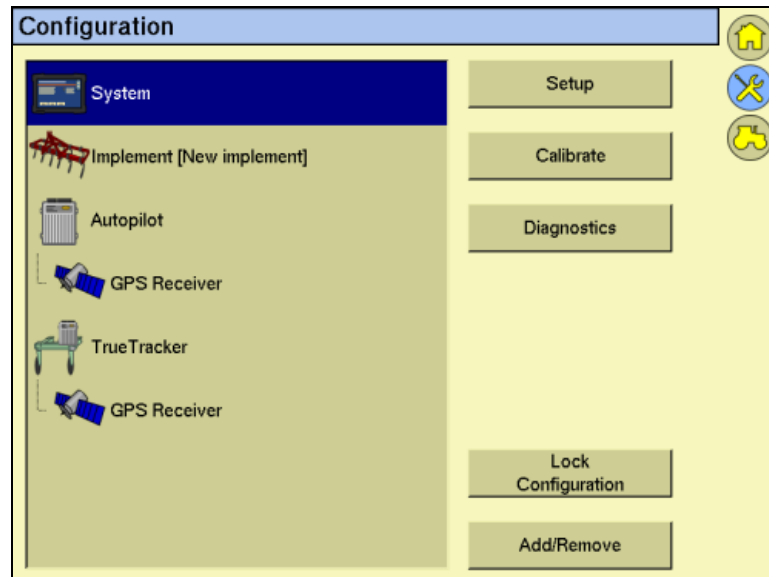 Configuration
System
Implement [New implement]
Autopilot
GPS Receiver
TrueTracker
GPS Receiver
Setup
Calibrate
Diagnostics
Lock
Configuration
Add/Remove